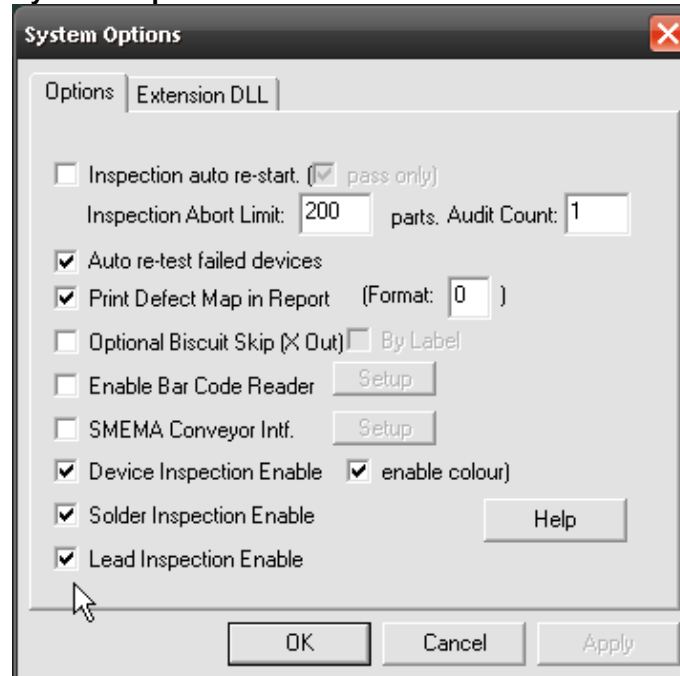 System Options
Options Extension DLL
Inspection auto re-start. ( pass only)
Inspection Abort Limit: 200 parts. Audit Count: 1
Auto re-test failed devices
Print Defect Map in Report (Format: 0 )
Optional Biscuit Skip (X Out) By Label
Enable Bar Code Reader Setup
SMEMA Conveyor Intf. Setup
Device Inspection Enable enable colour)
Solder Inspection Enable Help
Lead Inspection Enable
OK Cancel Apply